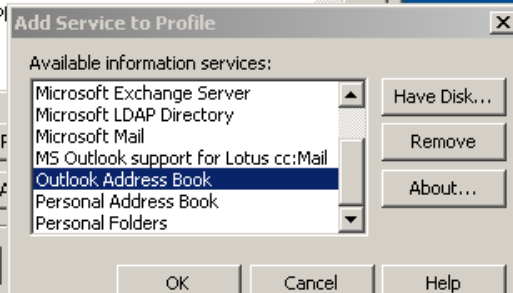 Add Service to Profile
Available information services:
Microsoft Exchange Server
Microsoft LDAP Directory
Microsoft Mail
MS Outlook support for Lotus cc:Mail
Outlook Address Book
Personal Address Book
Personal Folders
Have Disk...
Remove
About...
OK
Cancel
Help